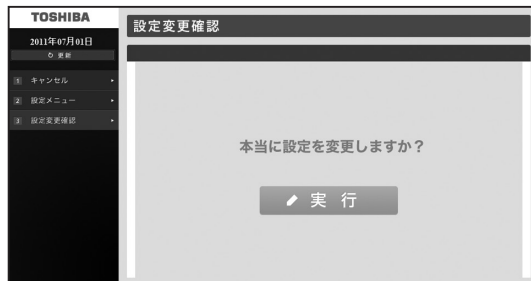 TOSHIBA
2011年07月01日
更新
1 キャンセル
2 設定メニュー
3 設定変更確認
設定変更確認
本当に設定を変更しますか？
実行